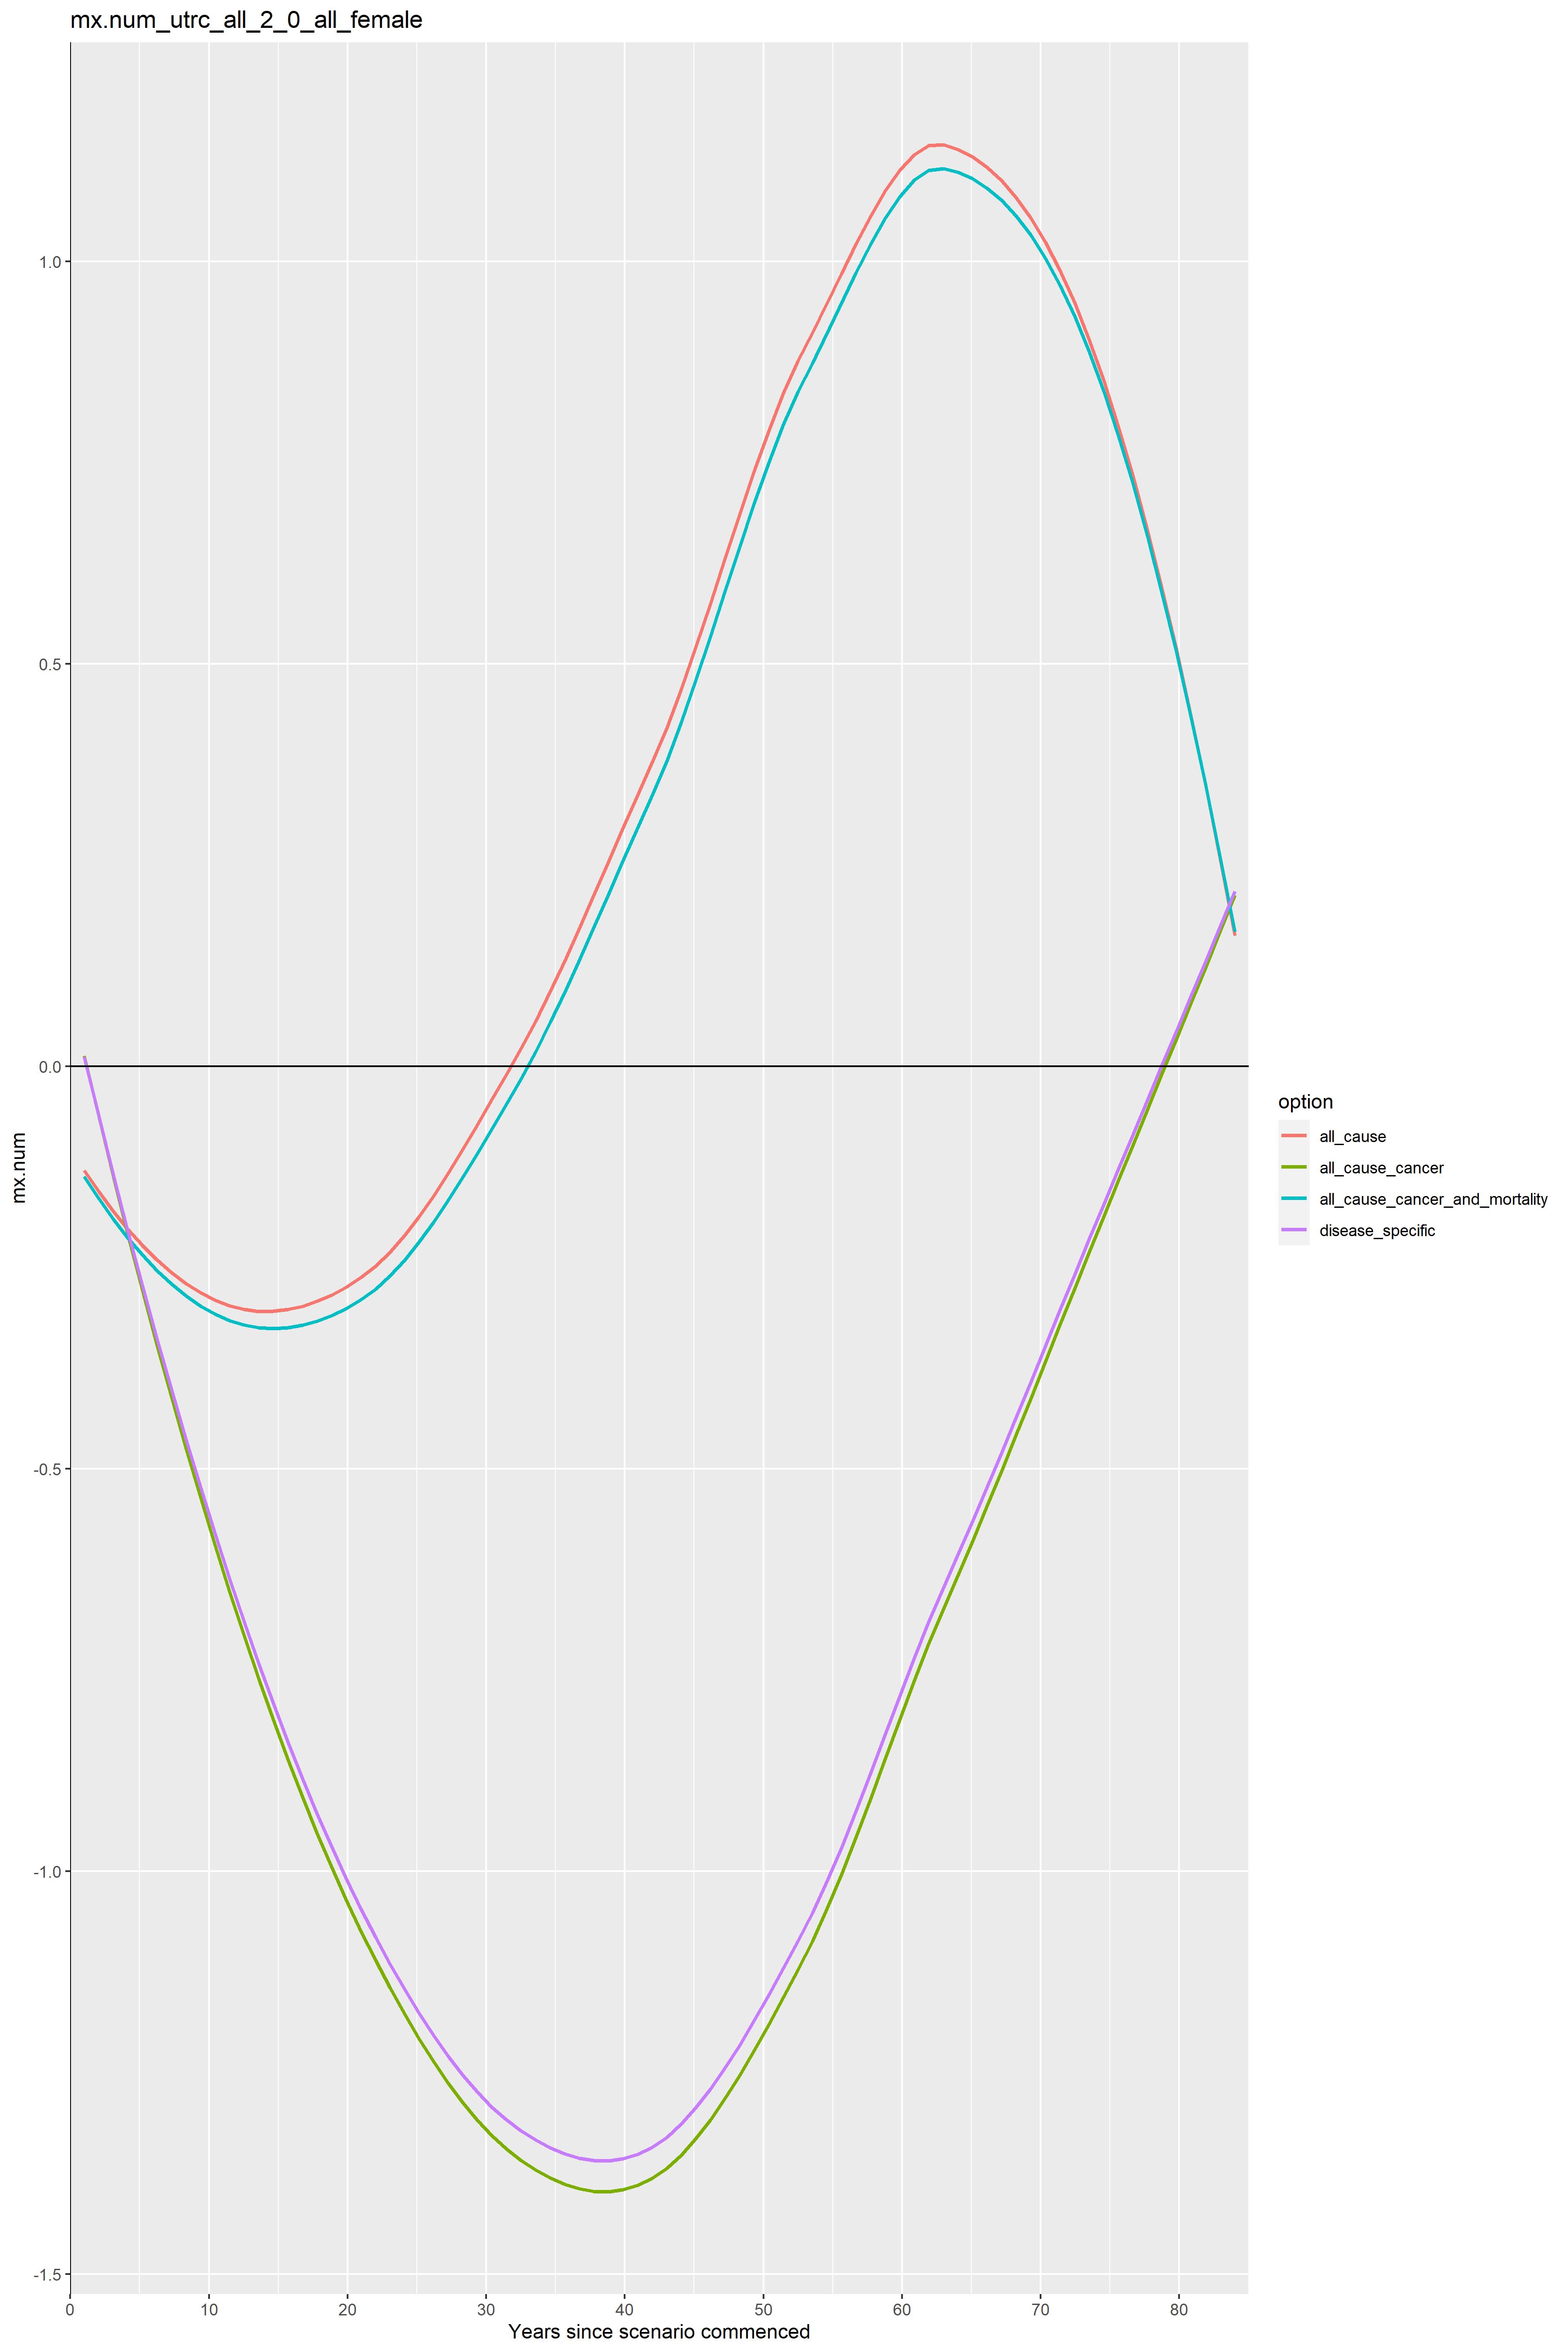 mx.num_utrc_all_2_0_all_female
1.0
0.5
0.0
-0.5
-1.0
-1.5
mx.num
0 10 20 30 40 50 60 70 80
Years since scenario commenced
option
all_cause
all_cause_cancer
all_cause_cancer_and_mortality
disease_specific